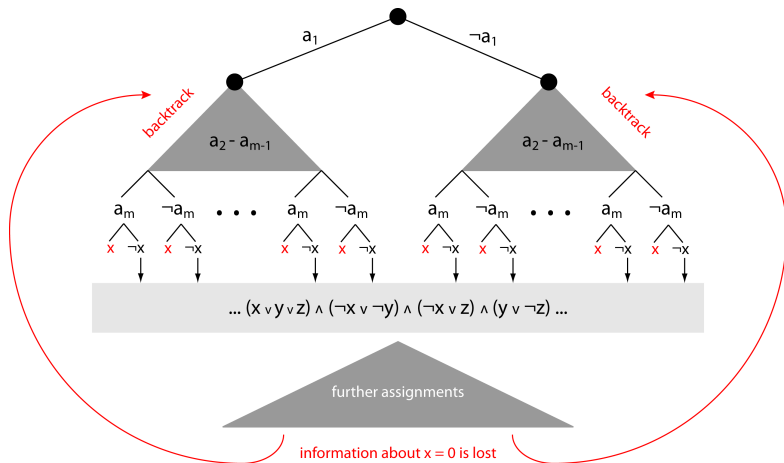 a₁ ¬a₁
backtrack backtrack
a₂ - aₘ₋₁ a₂ - aₘ₋₁
aₘ ¬aₘ • • • aₘ ¬aₘ aₘ ¬aₘ • • • aₘ ¬aₘ
x ¬x x ¬x x ¬x x ¬x x ¬x x ¬x x ¬x x ¬x
... (x ∨ y ∨ z) ∧ (¬x ∨ ¬y) ∧ (¬x ∨ z) ∧ (y ∨ ¬z) ...
further assignments
information about x = 0 is lost